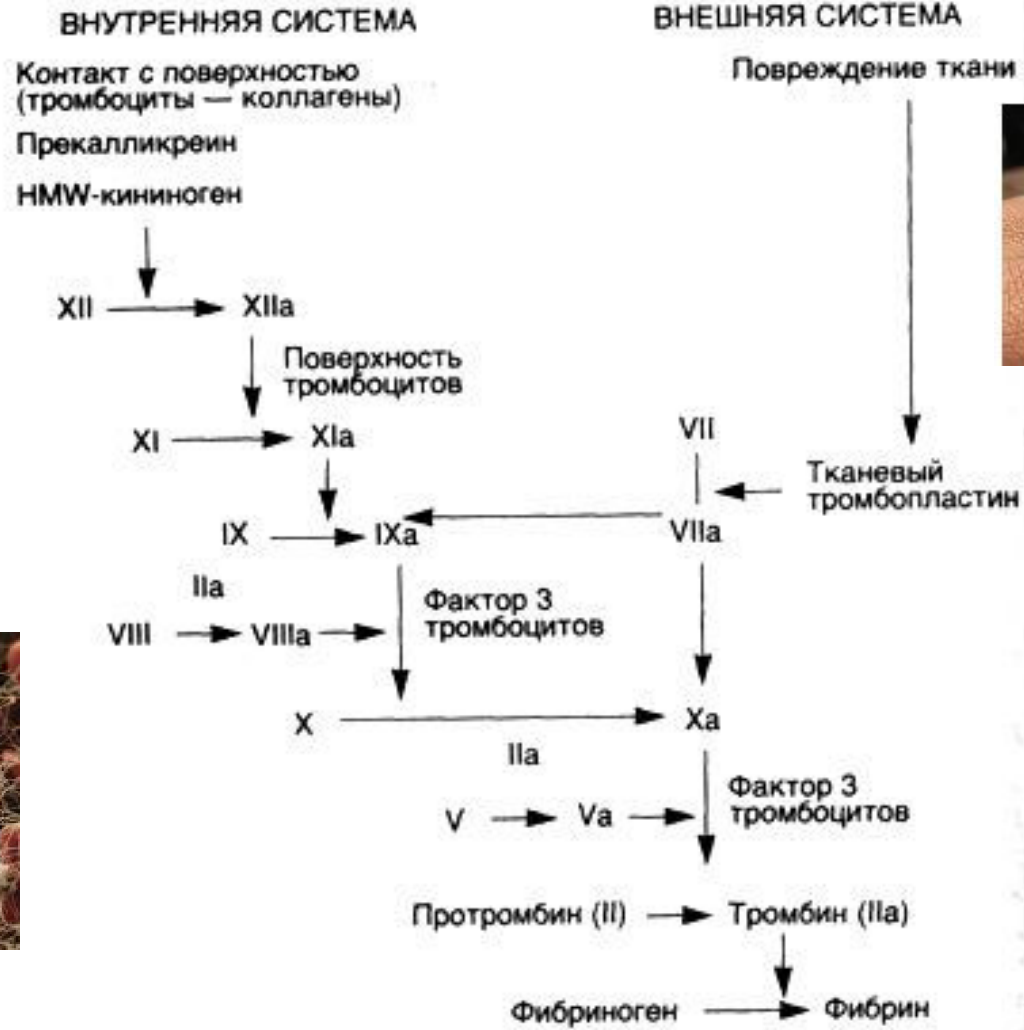 ВНУТРЕННЯЯ СИСТЕМА
ВНЕШНЯЯ СИСТЕМА
Контакт с поверхностью
(тромбоциты — коллагены)
Повреждение ткани
Прекалликреин
HMW-кининоген
XII
XIIa
Поверхность
тромбоцитов
XI
XIa
VII
Тканевый
тромбопластин
IX
IXa
VIIa
IIa
Фактор 3
тромбоцитов
VIII
VIIIa
X
Xa
IIa
Фактор 3
тромбоцитов
V
Va
Протромбин (II)
Тромбин (IIa)
Фибриноген
Фибрин